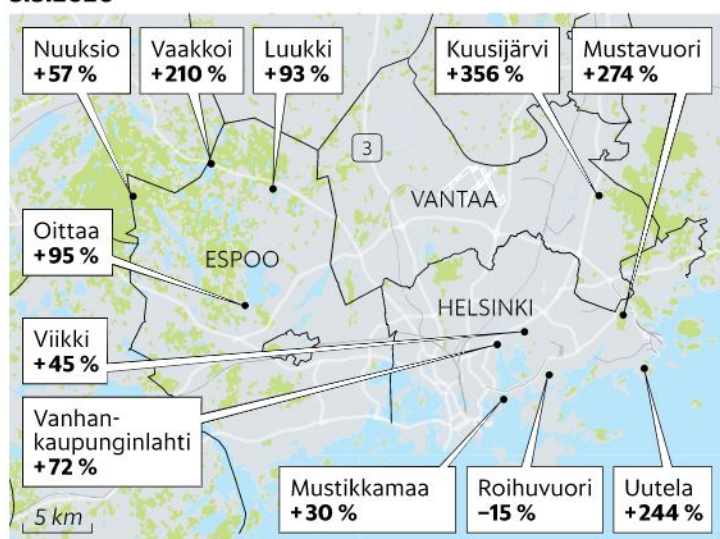 Nuuksio
+57 %
Vaakkoi
+210 %
Luukki
+93 %
Kuusijärvi
+356 %
Mustavuori
+274 %
3
VANTAA
Oittaa
+95 %
ESPOO
HELSINKI
Viikki
+45 %
Vanhan-
kaupunginlahti
+72 %
Mustikkamaa
+30 %
Roihuvuori
–15 %
Uutela
+244 %
5 km